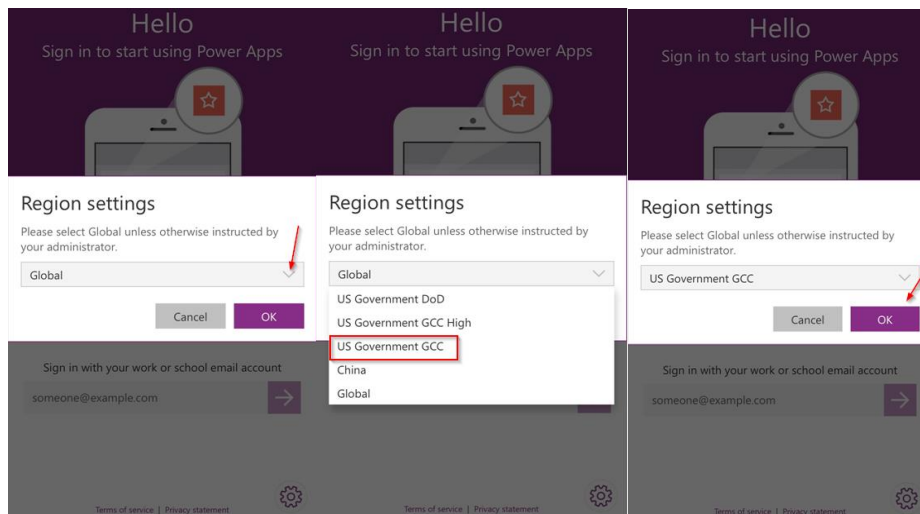 Hello
Sign in to start using Power Apps
Region settings
Please select Global unless otherwise instructed by
your administrator.
Global
Cancel
OK
Sign in with your work or school email account
someone@example.com
Terms of service | Privacy statement
Hello
Sign in to start using Power Apps
Region settings
Please select Global unless otherwise instructed by
your administrator.
Global
US Government DoD
US Government GCC High
US Government GCC
China
Global
Terms of service | Privacy statement
Hello
Sign in to start using Power Apps
Region settings
Please select Global unless otherwise instructed by
your administrator.
US Government GCC
Cancel
OK
Sign in with your work or school email account
someone@example.com
Terms of service | Privacy statement